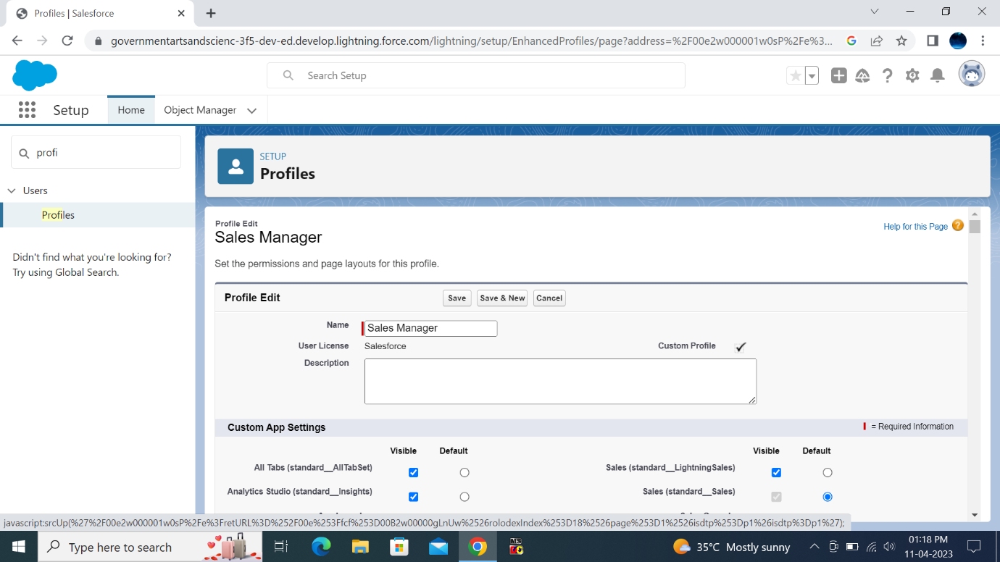 Profiles | Salesforce
governmentartsandscienc-3f5-dev-ed.develop.lightning.force.com/lightning/setup/EnhancedProfiles/page?address=%2F00e2w000001w0sP%2Fe%3...
Search Setup
Setup
Home
Object Manager
profi
Users
Profiles
Didn't find what you're looking for?
Try using Global Search.
SETUP
Profiles
Profile Edit
Sales Manager
Help for this Page
Set the permissions and page layouts for this profile.
Profile Edit
Save
Save & New
Cancel
Name
Sales Manager
User License
Salesforce
Custom Profile
Description
Custom App Settings
= Required Information
Visible Default Visible Default
All Tabs (standard__AllTabSet)
Sales (standard__LightningSales)
Analytics Studio (standard__Insights)
Sales (standard__Sales)
javascript:srcUp(%27%2F00e2w000001w0sP%2Fe%3FretURL%3D%252F00e%253Ffcf%253D00B2w00000gLnUw%2526rolodexIndex%253D18%2526page%253D1%2526isdtp%253Dp1%26isdtp%3Dp1%27);
Type here to search
35°C Mostly sunny
01:18 PM
11-04-2023